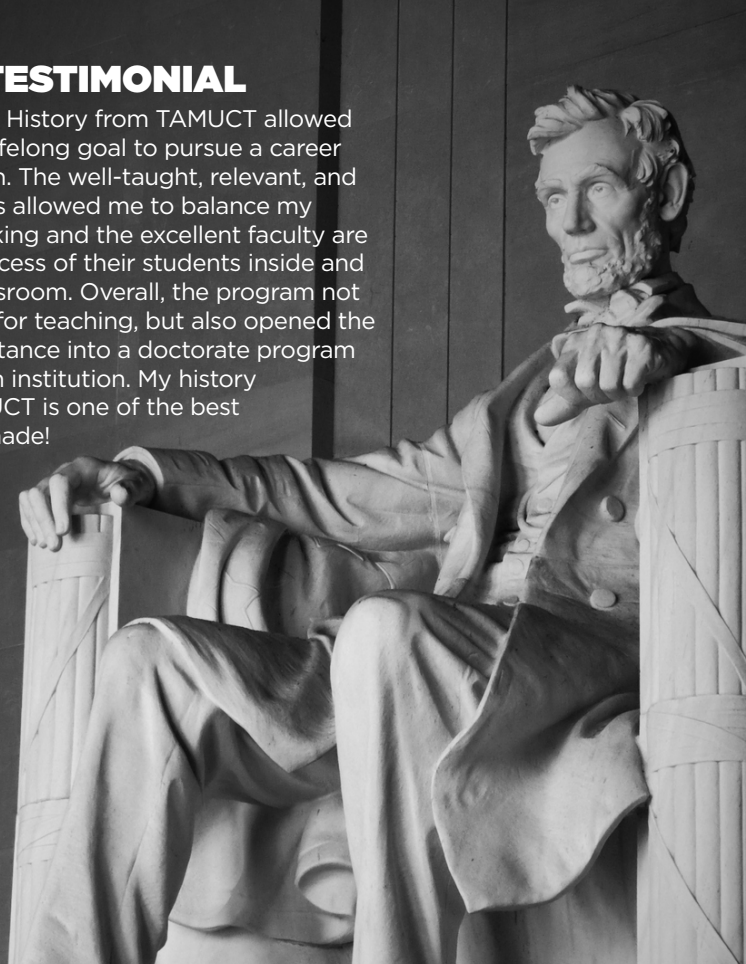 TESTIMONIAL
History from TAMUCT allowed
felong goal to pursue a career
The well-taught, relevant, and
allowed me to balance my
king and the excellent faculty are
cess of their students inside and
sroom. Overall, the program not
for teaching, but also opened the
tance into a doctorate program
institution. My history
UCT is one of the best
ade!